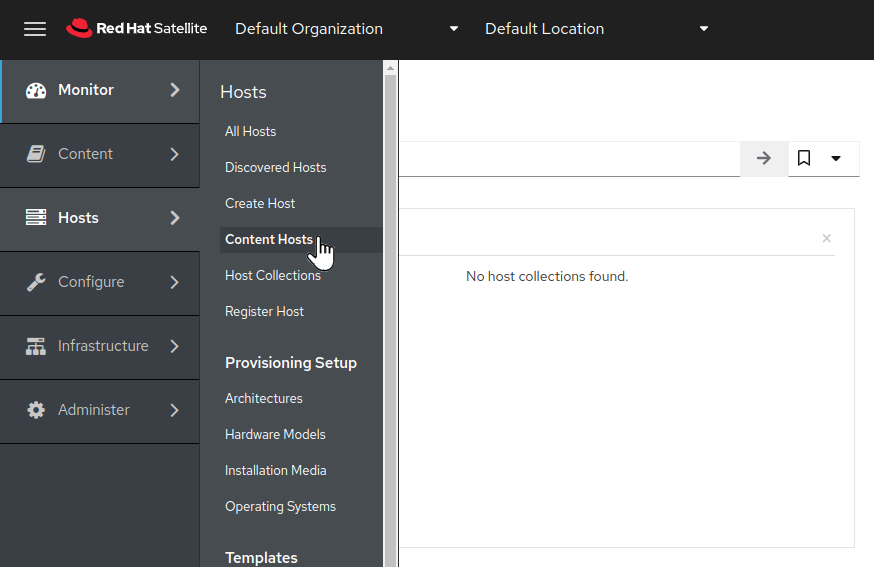 Red Hat Satellite Default Organization Default Location
Monitor
Content
Hosts
Configure
Infrastructure
Administer
Hosts
All Hosts
Discovered Hosts
Create Host
Content Hosts
Host Collections
Register Host
Provisioning Setup
Architectures
Hardware Models
Installation Media
Operating Systems
Templates
No host collections found.